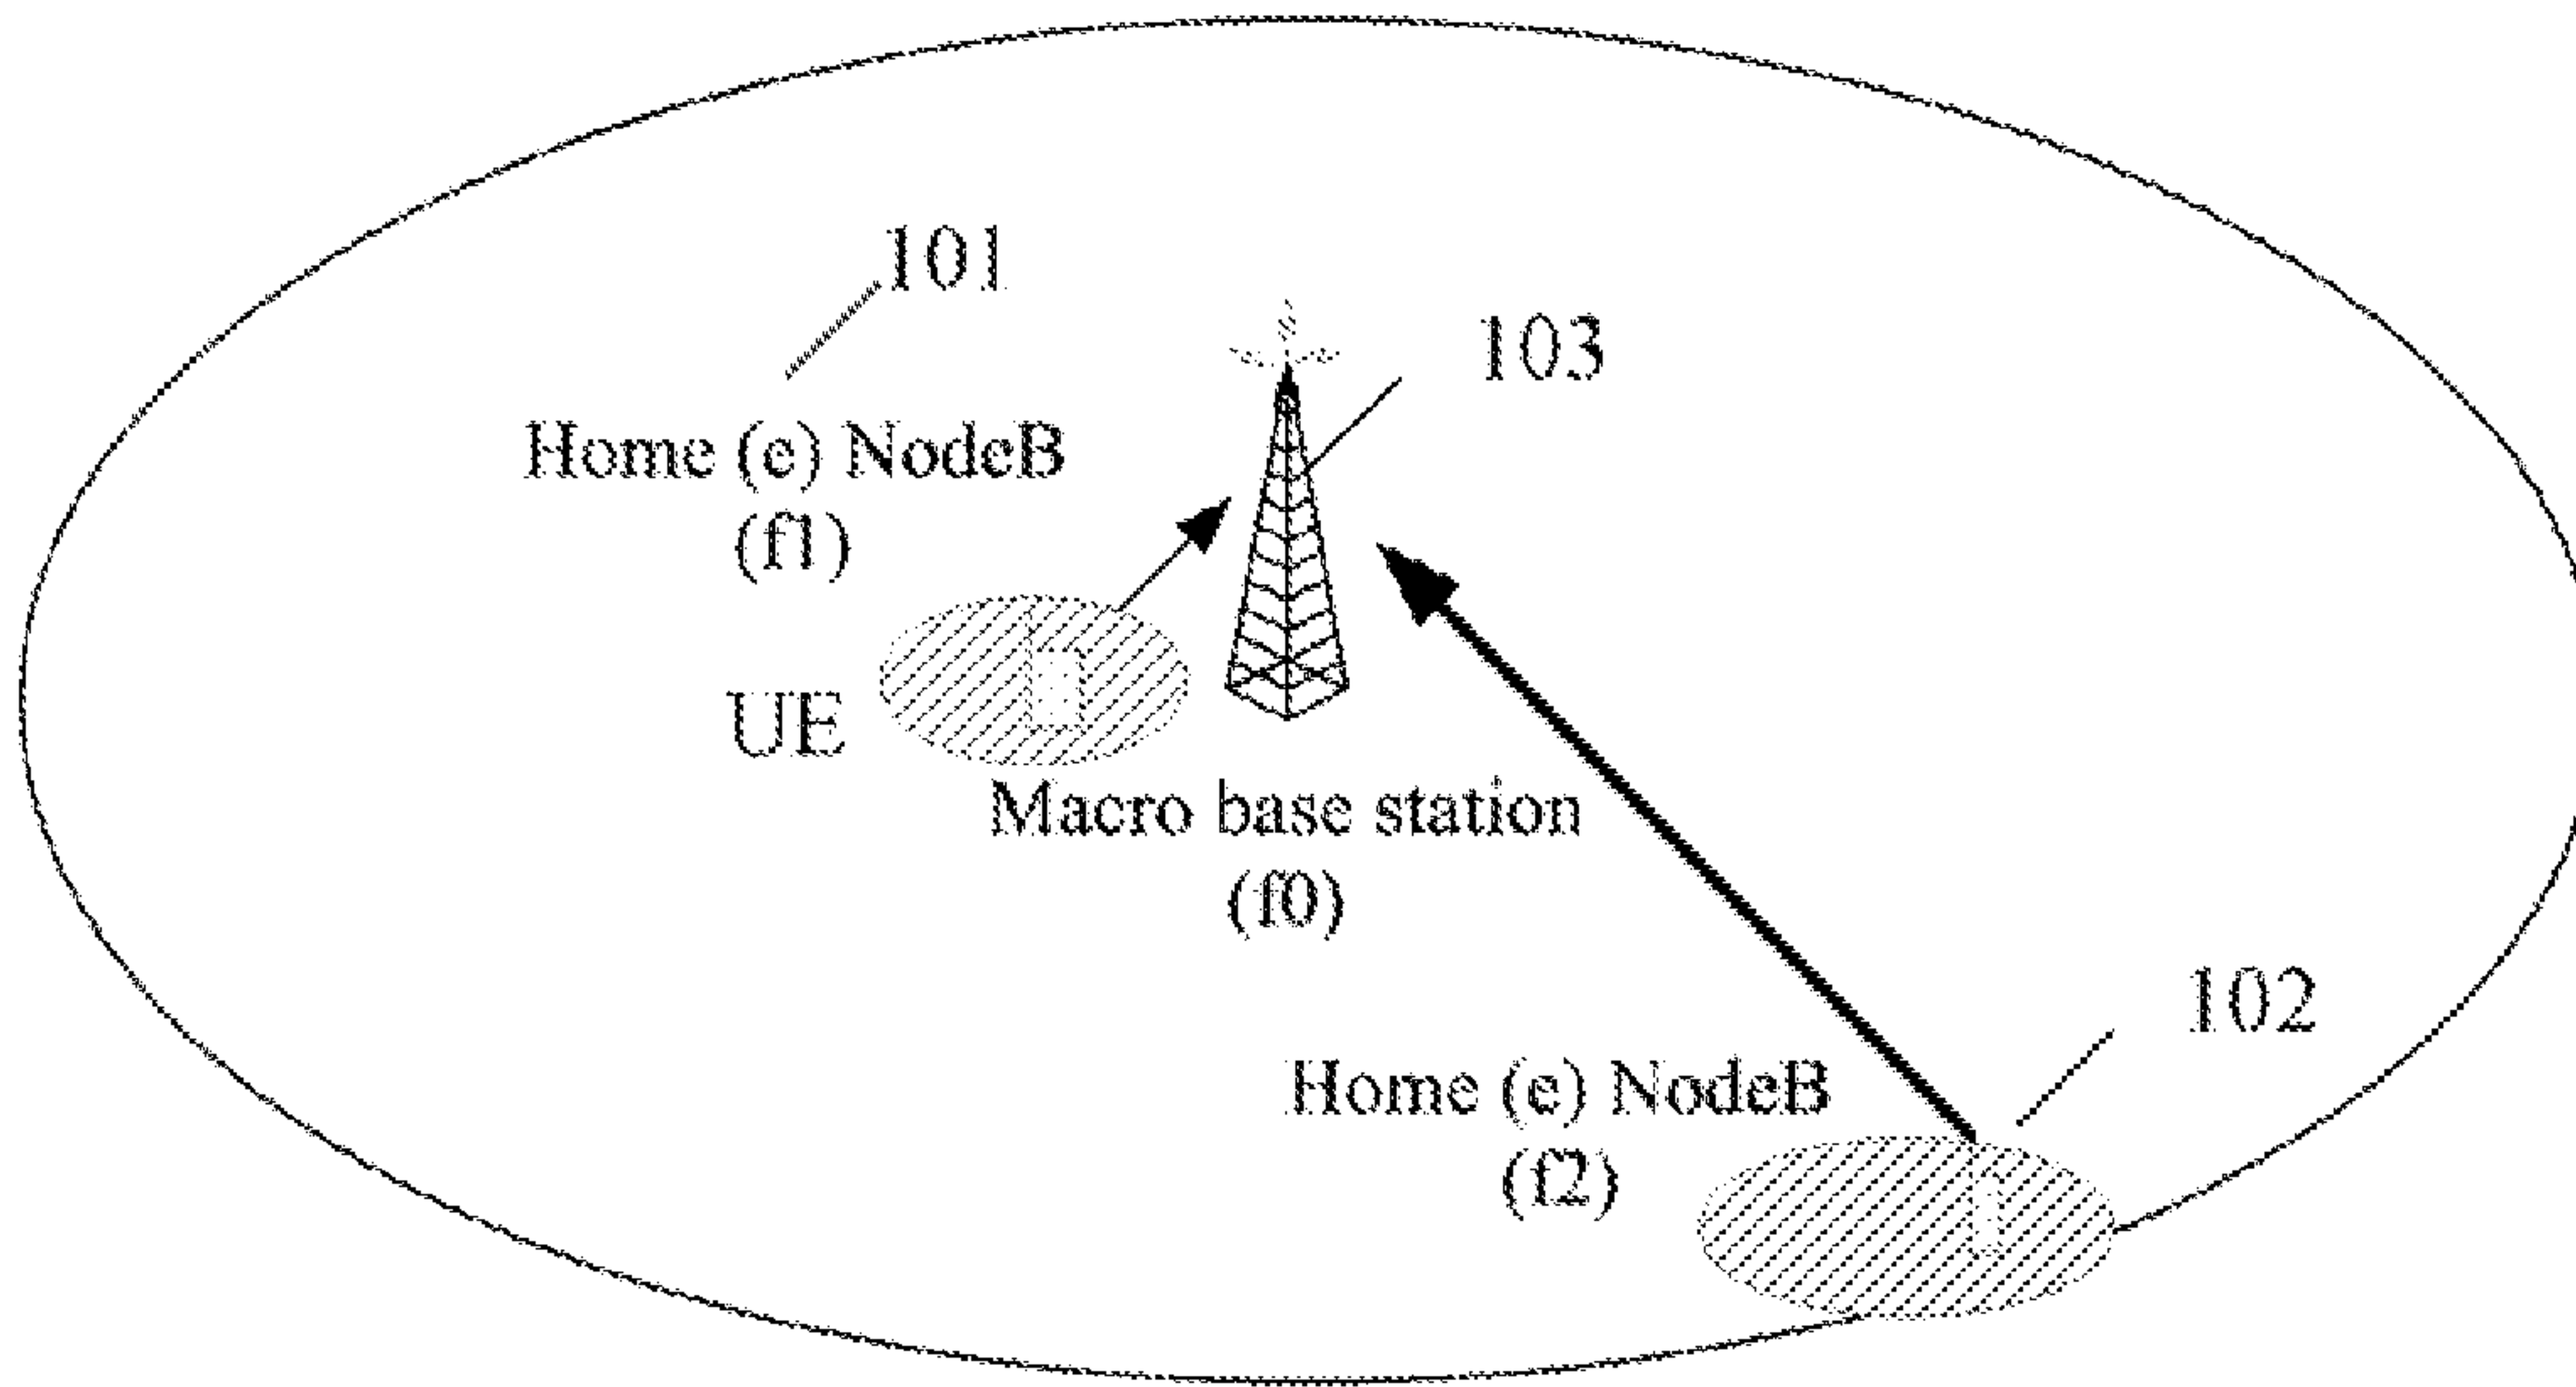 101
103
Home (e) NodeB
(f1)
UE
Macro base station
(f0)
102
Home (e) NodeB
(f2)